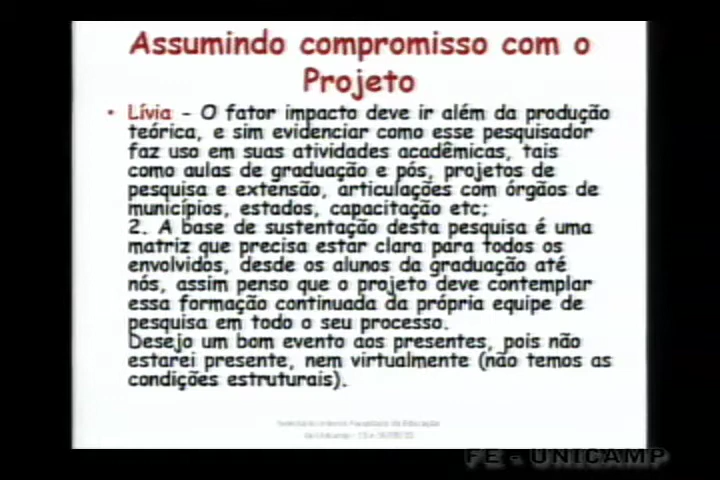 Assumindo compromisso com o
Projeto
• Lívia - O fator impacto deve ir além da produção
teórica, e sim evidenciar como esse pesquisador
faz uso em suas atividades acadêmicas, tais
como aulas de graduação e pós, projetos de
pesquisa e extensão, articulações com órgãos de
municípios, estados, capacitação etc;
2. A base de sustentação desta pesquisa é uma
matriz que precisa estar clara para todos os
envolvidos, desde os alunos da graduação até
nós, assim penso que o projeto deve contemplar
essa formação continuada da própria equipe de
pesquisa em todo o seu processo.
Desejo um bom evento aos presentes, pois não
estarei presente, nem virtualmente (não temos as
condições estruturais).
Faculdade de Educação
FE - UNICAMP